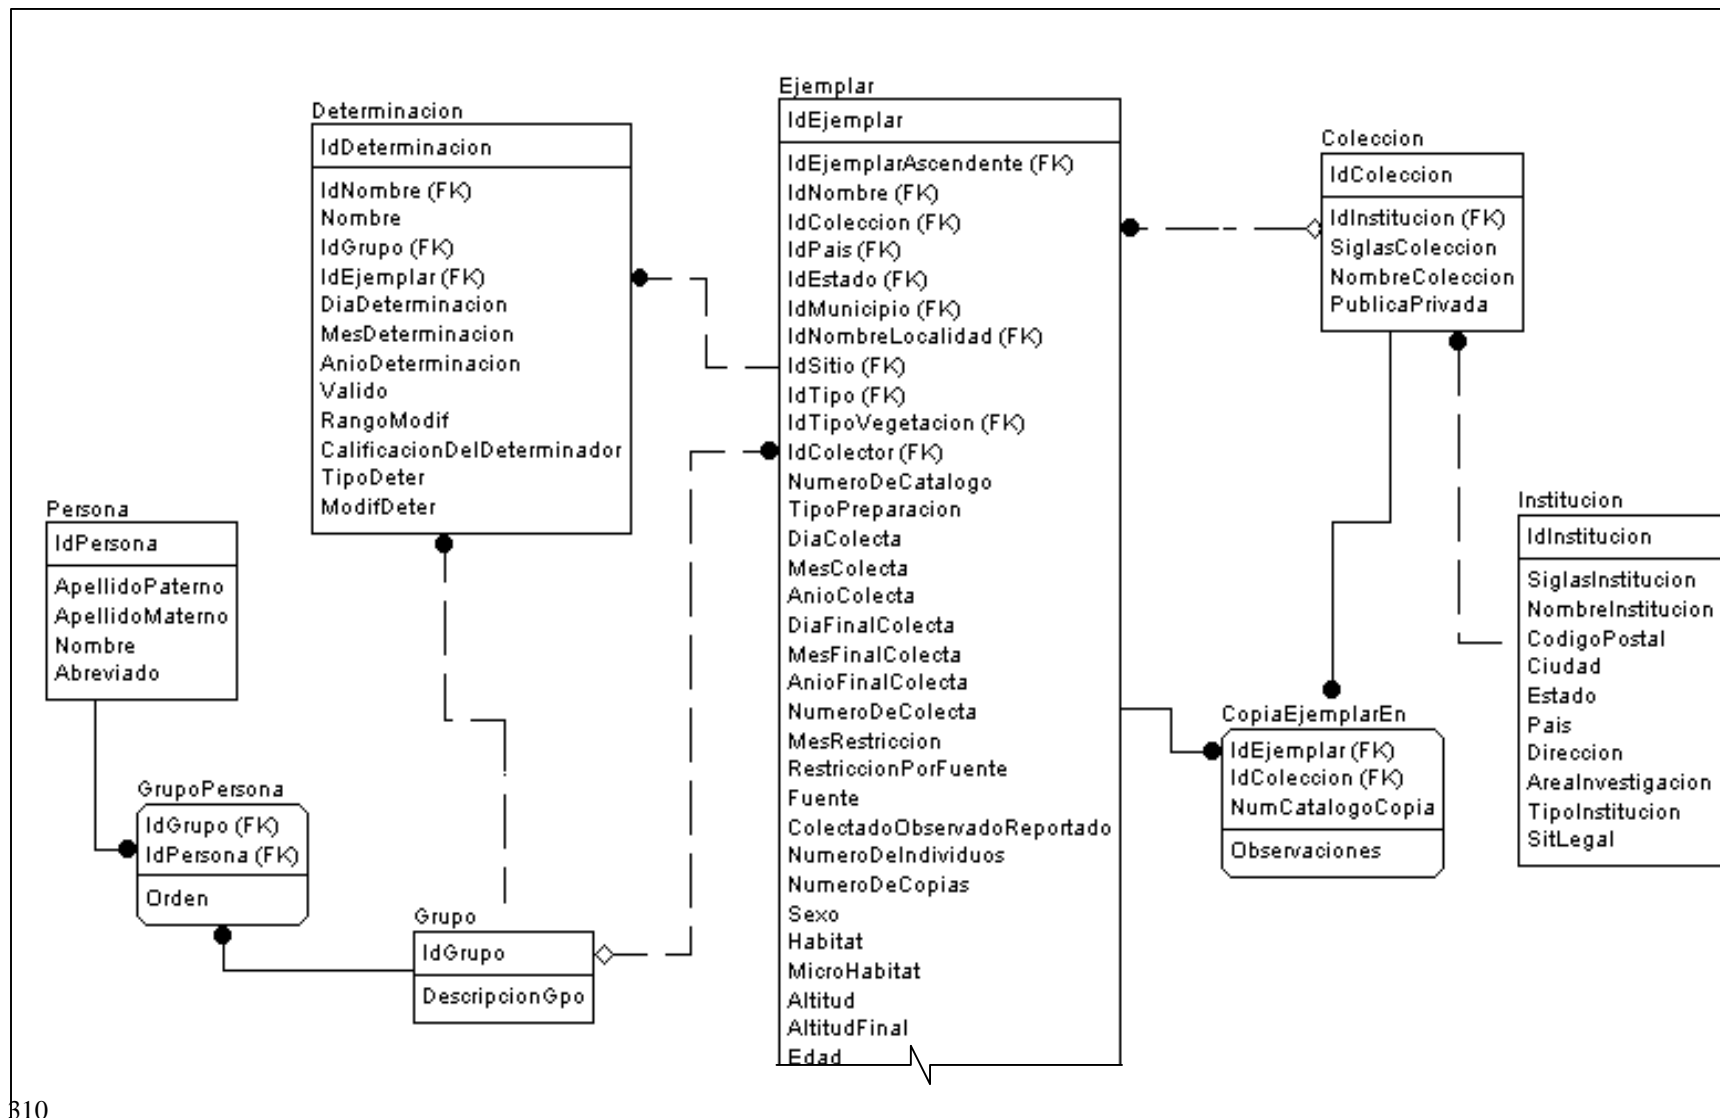 Determinacion
IdDeterminacion
IdNombre (FK)
Nombre
IdGrupo (FK)
IdEjemplar (FK)
DiaDeterminacion
MesDeterminacion
AnioDeterminacion
Valido
RangoModif
CalificacionDelDeterminador
TipoDeter
ModifDeter
Persona
IdPersona
ApellidoPaterno
ApellidoMaterno
Nombre
Abreviado
GrupoPersona
IdGrupo (FK)
IdPersona (FK)
Orden
Grupo
IdGrupo
DescripcionGpo
Ejemplar
IdEjemplar
IdEjemplarAscendente (FK)
IdNombre (FK)
IdColeccion (FK)
IdPais (FK)
IdEstado (FK)
IdMunicipio (FK)
IdNombreLocalidad (FK)
IdSitio (FK)
IdTipo (FK)
IdTipoVegetacion (FK)
IdColector (FK)
NumeroDeCatalogo
TipoPreparacion
DiaColecta
MesColecta
AnioColecta
DiaFinalColecta
MesFinalColecta
AnioFinalColecta
NumeroDeColecta
MesRestriccion
RestriccionPorFuente
Fuente
ColectadoObservadoReportado
NumeroDeIndividuos
NumeroDeCopias
Sexo
Habitat
MicroHabitat
Altitud
AltitudFinal
Edad
Coleccion
IdColeccion
IdInstitucion (FK)
SiglasColeccion
NombreColeccion
PublicaPrivada
Institucion
IdInstitucion
SiglasInstitucion
NombreInstitucion
CodigoPostal
Ciudad
Estado
Pais
Direccion
AreaInvestigacion
TipoInstitucion
SitLegal
CopiaEjemplarEn
IdEjemplar (FK)
IdColeccion (FK)
NumCatalogoCopia
Observaciones
310